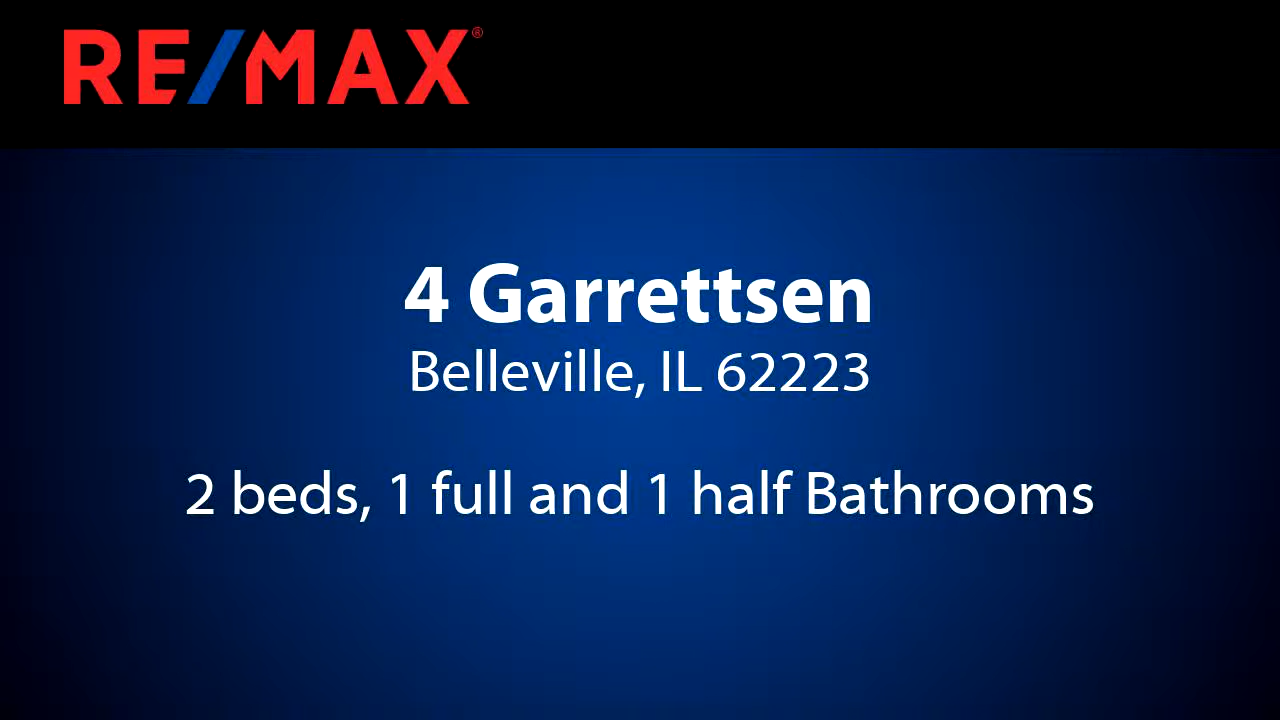 RE/MAX®
4 Garrettsen
Belleville, IL 62223
2 beds, 1 full and 1 half Bathrooms